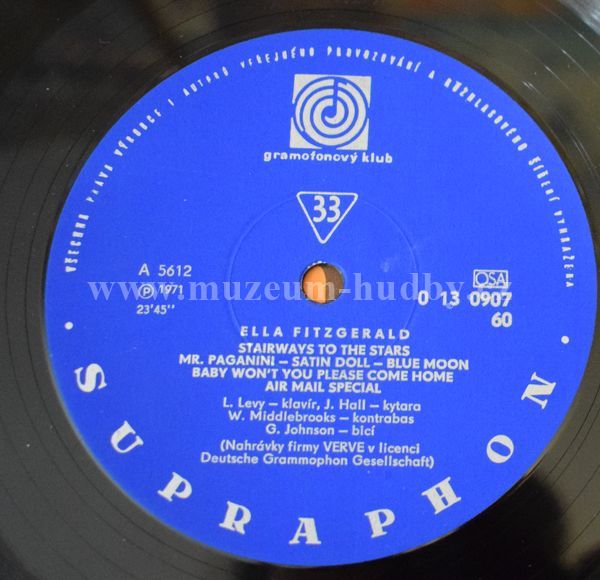 VŠECHNA PRÁVA VÝROBCE I AUTORŮ VEŘEJNÉHO PROVOZOVÁNÍ A ROZHLASOVÉHO ŠÍŘENÍ VYHRAŽENA
gramofonový klub
33
A 5612
Ⓟ 1971
23'45''
OSA
0 13 0907
60
www.muzeum-hudby.cz
ELLA FITZGERALD
STAIRWAYS TO THE STARS
MR. PAGANINI – SATIN DOLL – BLUE MOON
BABY WON'T YOU PLEASE COME HOME
AIR MAIL SPECIAL
L. Levy – klavír, J. Hall – kytara
W. Middlebrooks – kontrabas
G. Johnson – bicí
(Nahrávky firmy VERVE v licenci
Deutsche Grammophon Gesellschaft)
• SUPRAPHON •